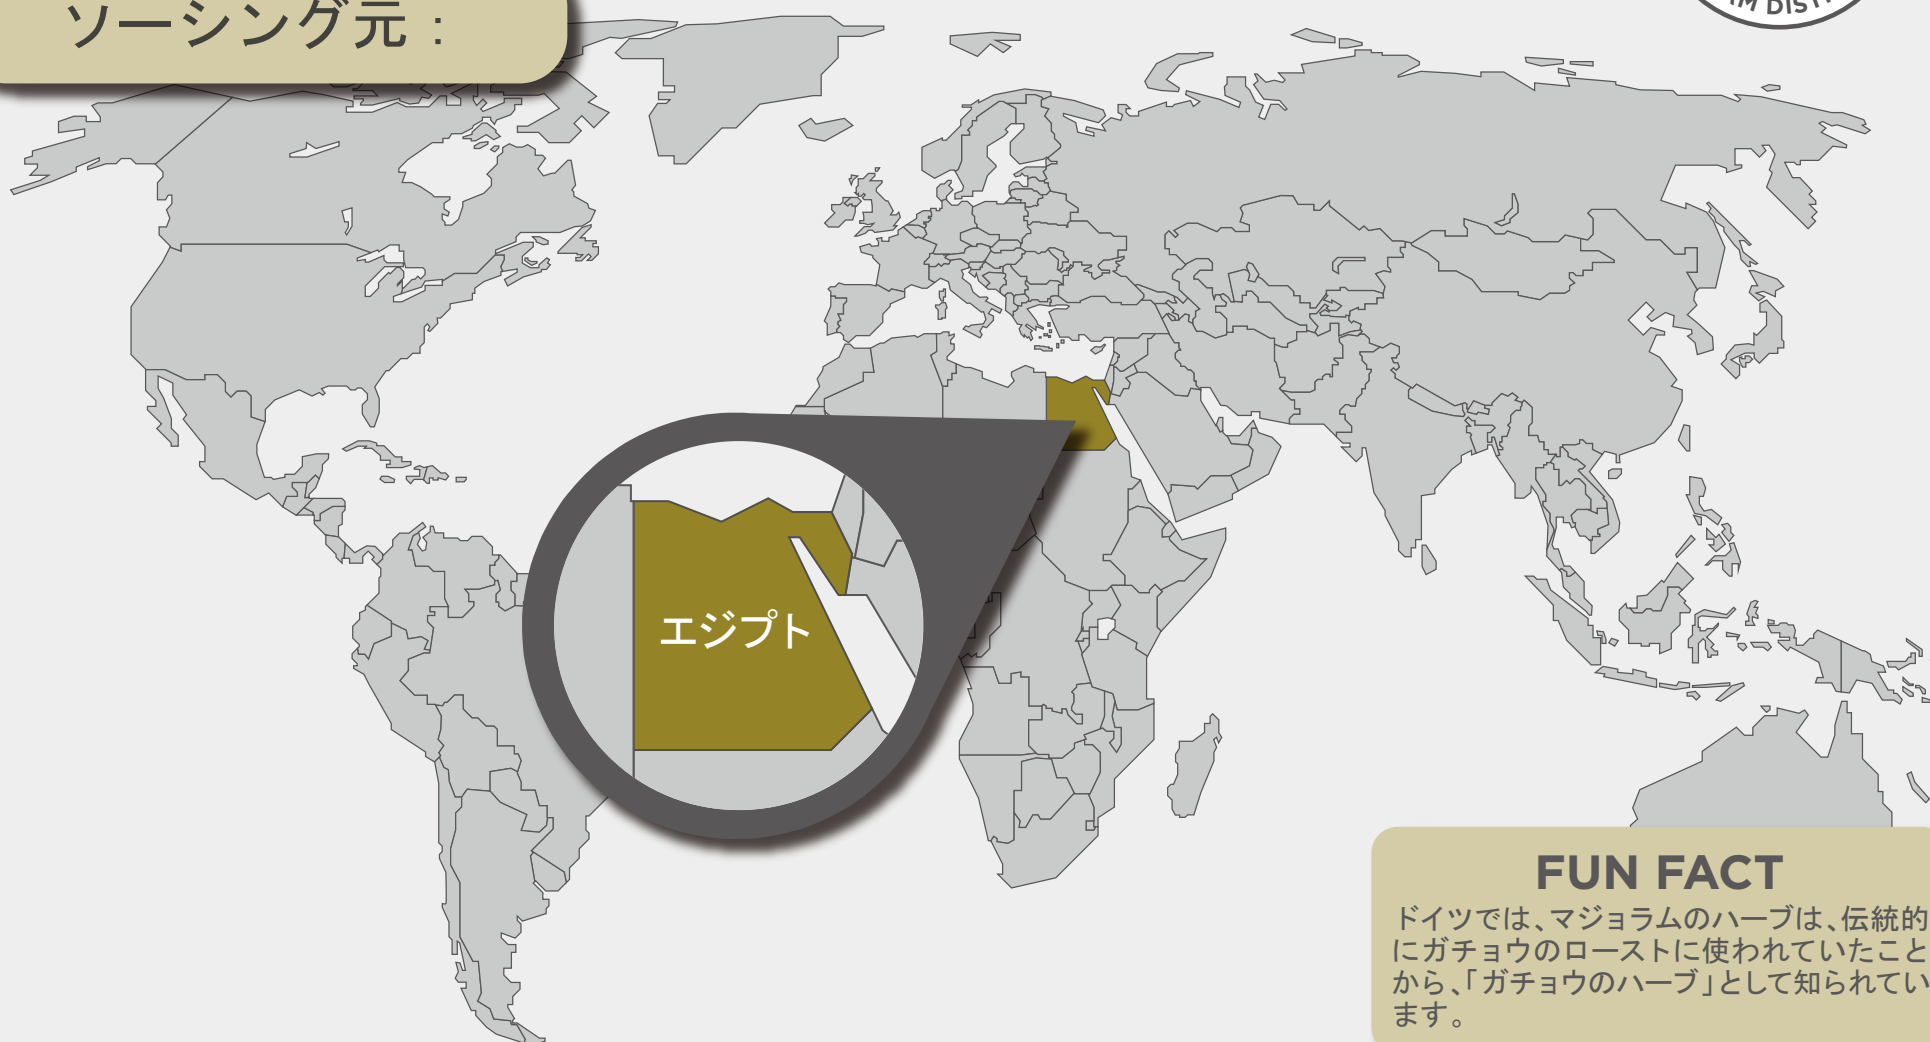 ソーシング元：
エジプト
FUN FACT
ドイツでは、マジョラムのハーブは、伝統的
にガチョウのローストに使われていたこと
から、「ガチョウのハーブ」として知られてい
ます。